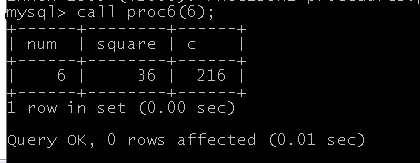 mysql> call proc6(6);
+------+--------+------+
| num | square | c |
+------+--------+------+
| 6 | 36 | 216 |
+------+--------+------+
1 row in set (0.00 sec)
Query OK, 0 rows affected (0.01 sec)